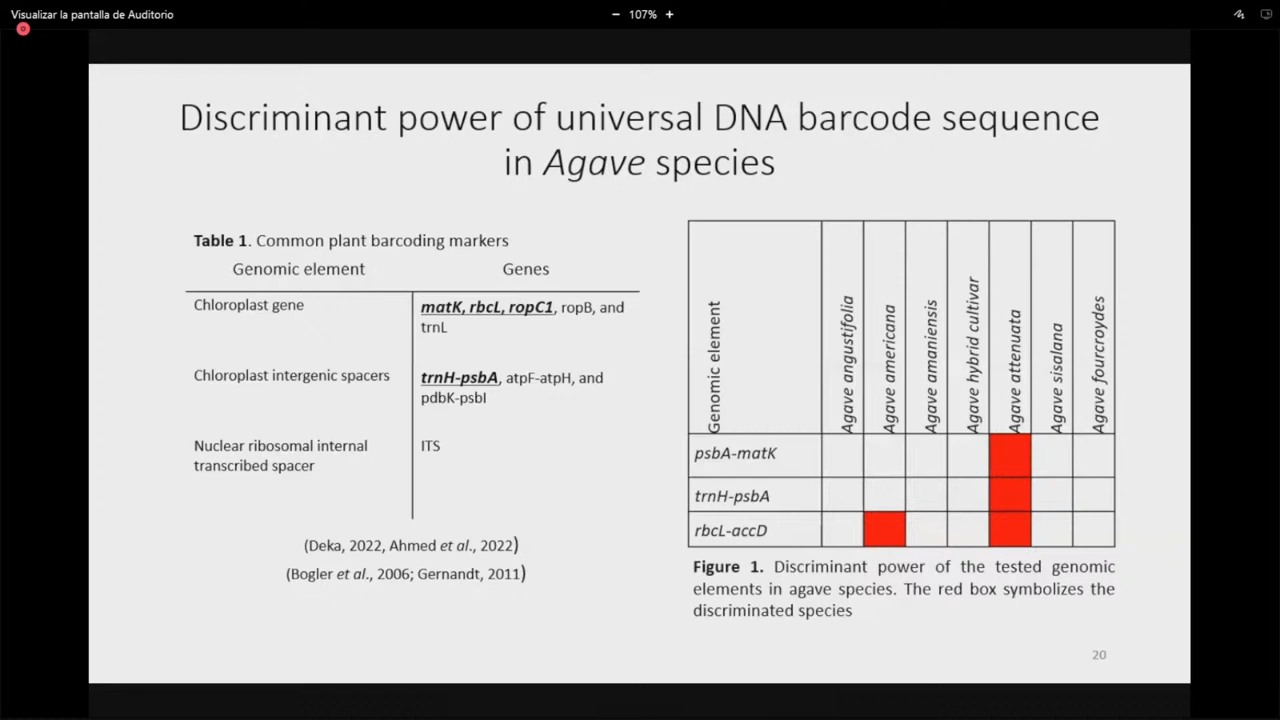 Visualizar la pantalla de Auditorio
− 107% +
Discriminant power of universal DNA barcode sequence
in Agave species
Table 1. Common plant barcoding markers
Genomic element Genes
Chloroplast gene matK, rbcL, ropC1, ropB, and
trnL
Chloroplast intergenic spacers trnH-psbA, atpF-atpH, and
pdbK-psbI
Nuclear ribosomal internal ITS
transcribed spacer
(Deka, 2022, Ahmed et al., 2022)
(Bogler et al., 2006; Gernandt, 2011)
Genomic element
Agave angustifolia
Agave americana
Agave amaniensis
Agave hybrid cultivar
Agave attenuata
Agave sisalana
Agave fourcroydes
psbA-matK
trnH-psbA
rbcL-accD
Figure 1. Discriminant power of the tested genomic
elements in agave species. The red box symbolizes the
discriminated species
20